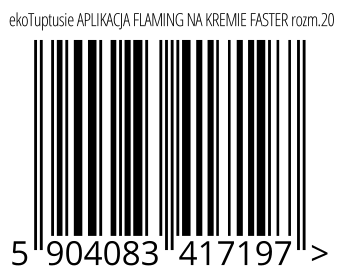 ekoTuptusie APLIKACJA FLAMING NA KREMIE FASTER rozm.20
5 904083 417197 >